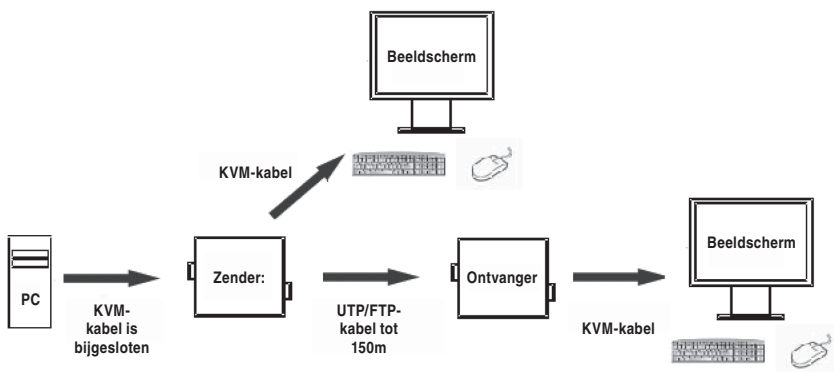 Beeldscherm
KVM-kabel
PC
KVM-
kabel is
bijgesloten
Zender:
UTP/FTP-
kabel tot
150m
Ontvanger
KVM-kabel
Beeldscherm